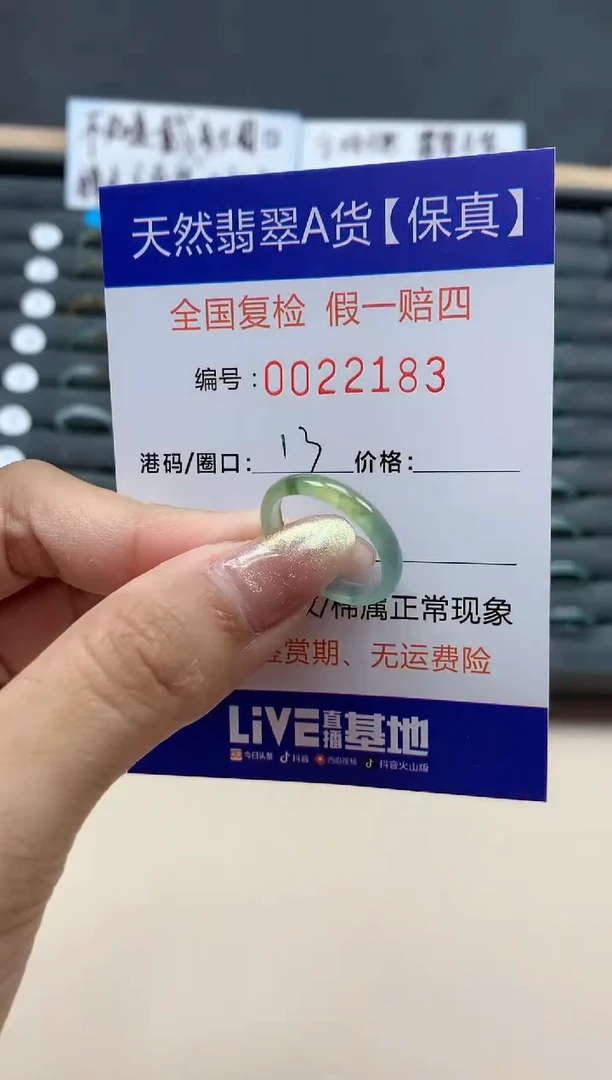 天然翡翠A货【保真】
全国复检 假一赔四
编号:0022183
港码/圈口: 13 价格:
/棉属正常现象
赏期、无运费险
LiVE直播基地
今日头条 抖音 西瓜视频 抖音火山版